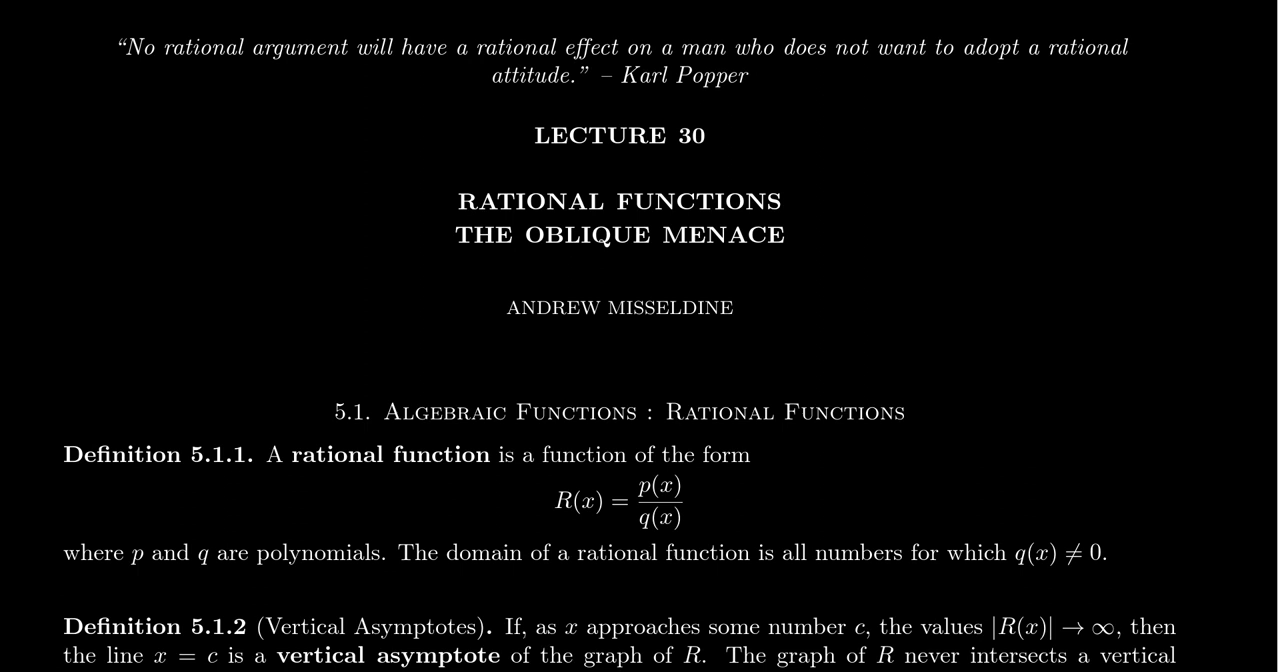 “No rational argument will have a rational effect on a man who does not want to adopt a rational
attitude.” – Karl Popper
LECTURE 30
RATIONAL FUNCTIONS
THE OBLIQUE MENACE
ANDREW MISSELDINE
5.1. Algebraic Functions : Rational Functions
Definition 5.1.1. A rational function is a function of the form
R(x) = p(x)/q(x)
where p and q are polynomials. The domain of a rational function is all numbers for which q(x) ≠ 0.
Definition 5.1.2 (Vertical Asymptotes). If, as x approaches some number c, the values |R(x)| → ∞, then
the line x = c is a vertical asymptote of the graph of R. The graph of R never intersects a vertical